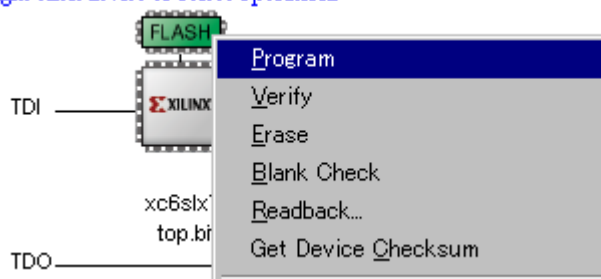 FLASH
Program
TDI
XILINX
Verify
Erase
Blank Check
xc6slx
Readback...
top.bi
Get Device Checksum
TDO